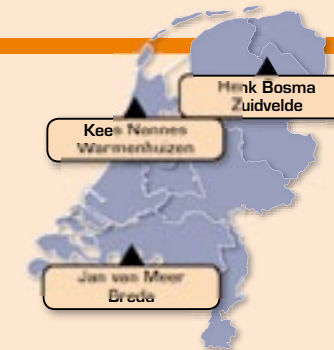 Henk Bosma
Zuidvelde
Kees Nannes
Warmenhuizen
Jan van Meer
Breda